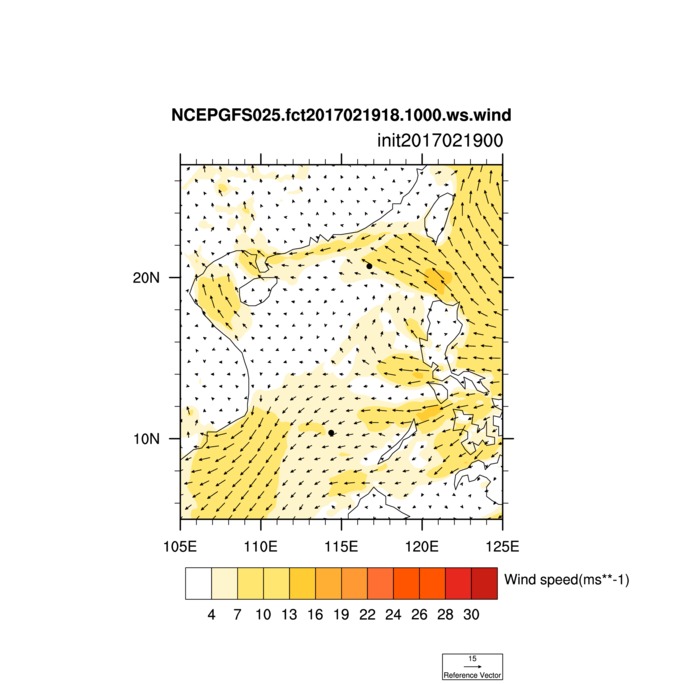 NCEPGFS025.fct2017021918.1000.ws.wind
init2017021900
20N
10N
105E 110E 115E 120E 125E
Wind speed(ms**-1)
4 7 10 13 16 19 22 24 26 28 30
15
Reference Vector